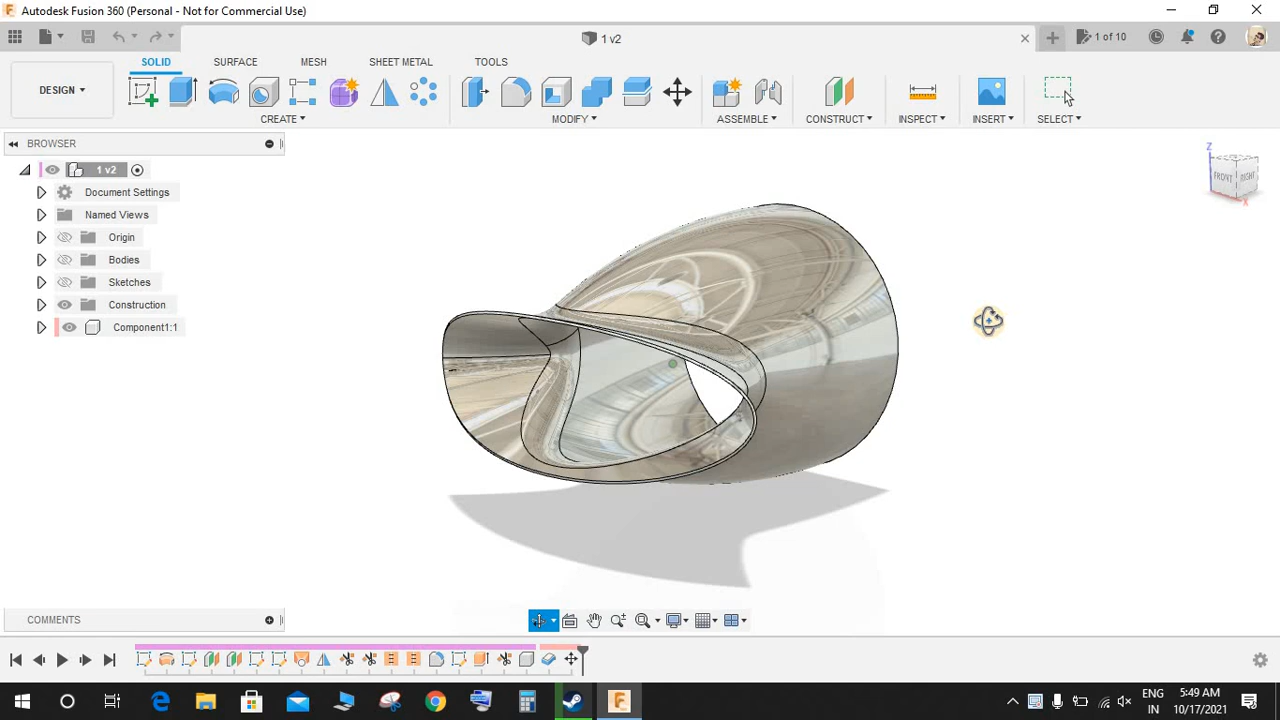 Autodesk Fusion 360 (Personal - Not for Commercial Use)
1 v2
1 of 10
SOLID SURFACE MESH SHEET METAL TOOLS
DESIGN
CREATE MODIFY ASSEMBLE CONSTRUCT INSPECT INSERT SELECT
BROWSER
1 v2
Document Settings
Named Views
Origin
Bodies
Sketches
Construction
Component1:1
Z
FRONT RIGHT
X
COMMENTS
ENG
IN
5:49 AM
10/17/2021